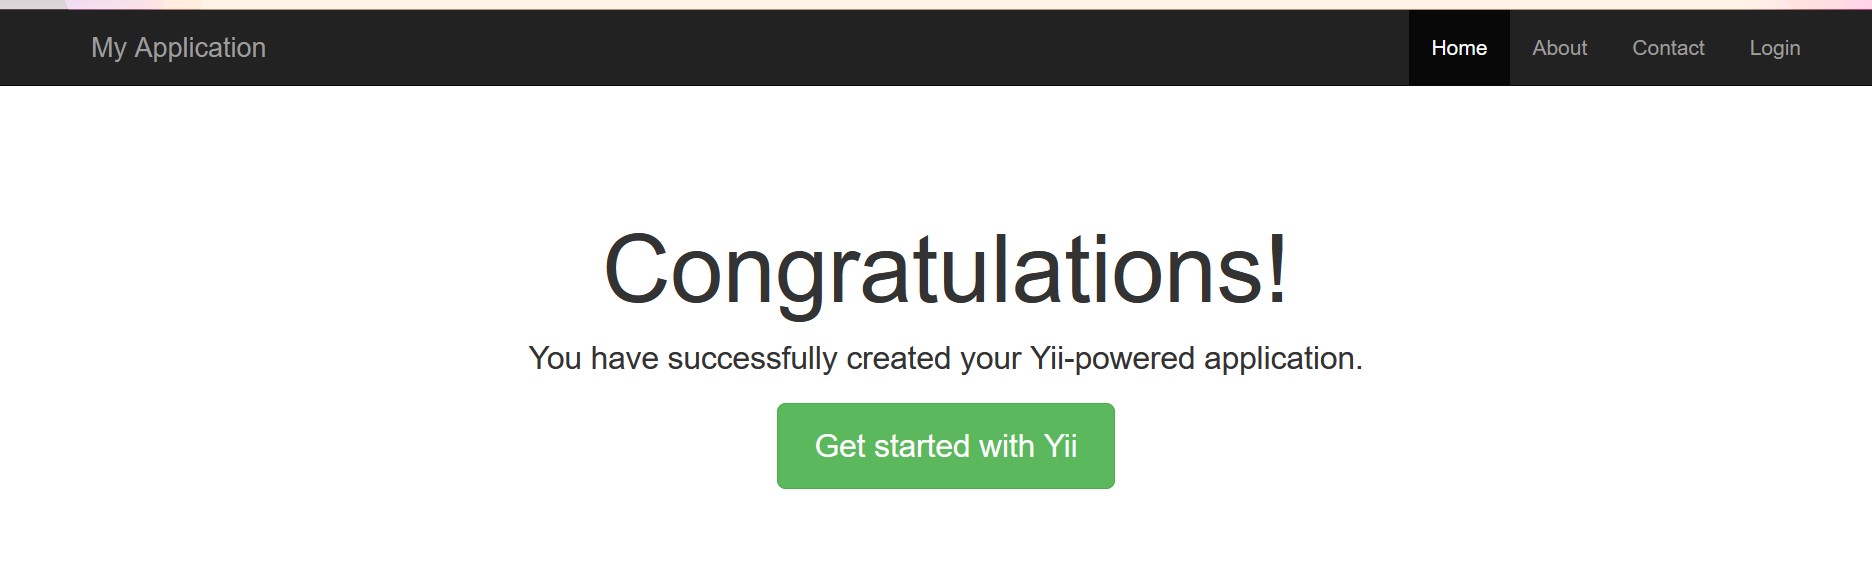 My Application Home About Contact Login
Congratulations!
You have successfully created your Yii-powered application.
Get started with Yii